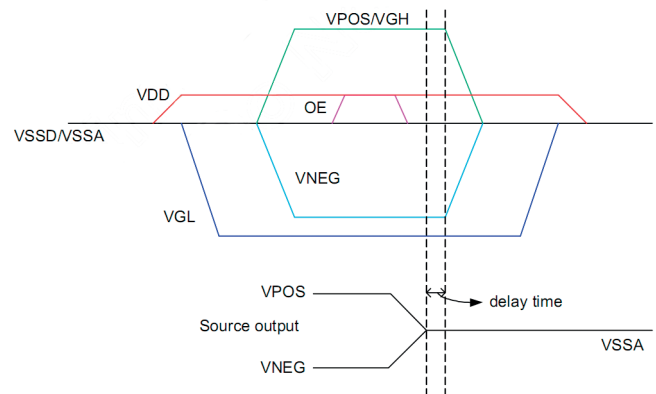 VPOS/VGH
VDD
OE
VSSD/VSSA
VNEG
VGL
VPOS
delay time
Source output
VSSA
VNEG